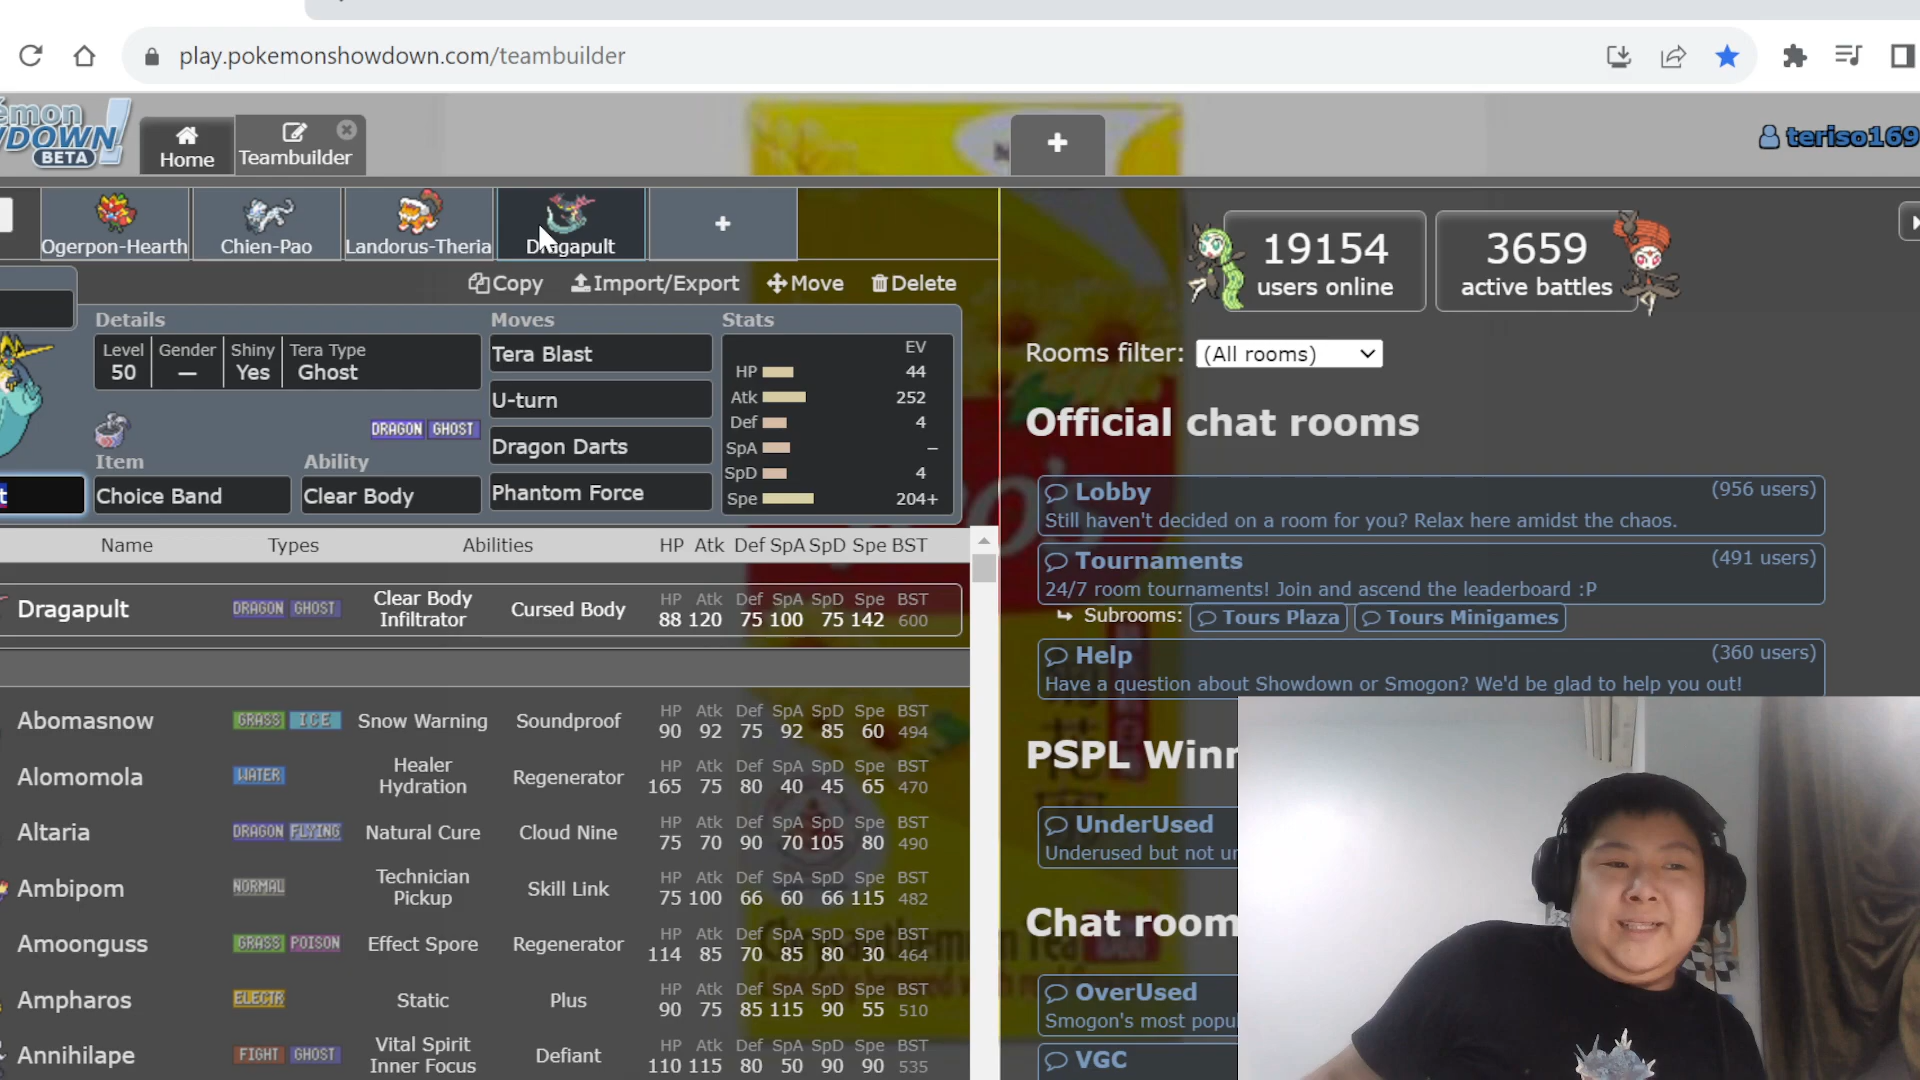 play.pokemonshowdown.com/teambuilder
émon
DOWN!
BETA
Home
Teambuilder
teriso169
Ogerpon-Hearth
Chien-Pao
Landorus-Theria
Dragapult
Copy
Import/Export
Move
Delete
Details
Level
50
Gender
—
Shiny
Yes
Tera Type
Ghost
DRAGON GHOST
Item
Choice Band
Ability
Clear Body
Moves
Tera Blast
U-turn
Dragon Darts
Phantom Force
Stats
EV
HP 44
Atk 252
Def 4
SpA –
SpD 4
Spe 204+
t
Name Types Abilities HP Atk Def SpA SpD Spe BST
Dragapult DRAGON GHOST Clear Body Infiltrator Cursed Body HP 88 Atk 120 Def 75 SpA 100 SpD 75 Spe 142 BST 600
Abomasnow GRASS ICE Snow Warning Soundproof HP 90 Atk 92 Def 75 SpA 92 SpD 85 Spe 60 BST 494
Alomomola WATER Healer Hydration Regenerator HP 165 Atk 75 Def 80 SpA 40 SpD 45 Spe 65 BST 470
Altaria DRAGON FLYING Natural Cure Cloud Nine HP 75 Atk 70 Def 90 SpA 70 SpD 105 Spe 80 BST 490
Ambipom NORMAL Technician Pickup Skill Link HP 75 Atk 100 Def 66 SpA 60 SpD 66 Spe 115 BST 482
Amoonguss GRASS POISON Effect Spore Regenerator HP 114 Atk 85 Def 70 SpA 85 SpD 80 Spe 30 BST 464
Ampharos ELECTR Static Plus HP 90 Atk 75 Def 85 SpA 115 SpD 90 Spe 55 BST 510
Annihilape FIGHT GHOST Vital Spirit Inner Focus Defiant HP 110 Atk 115 Def 80 SpA 50 SpD 90 Spe 90 BST 535
19154
users online
3659
active battles
Rooms filter: (All rooms)
Official chat rooms
Lobby (956 users)
Still haven't decided on a room for you? Relax here amidst the chaos.
Tournaments (491 users)
24/7 room tournaments! Join and ascend the leaderboard :P
Subrooms: Tours Plaza Tours Minigames
Help (360 users)
Have a question about Showdown or Smogon? We'd be glad to help you out!
PSPL Winn
UnderUsed
Underused but not un
Chat room
OverUsed
Smogon's most popul
VGC